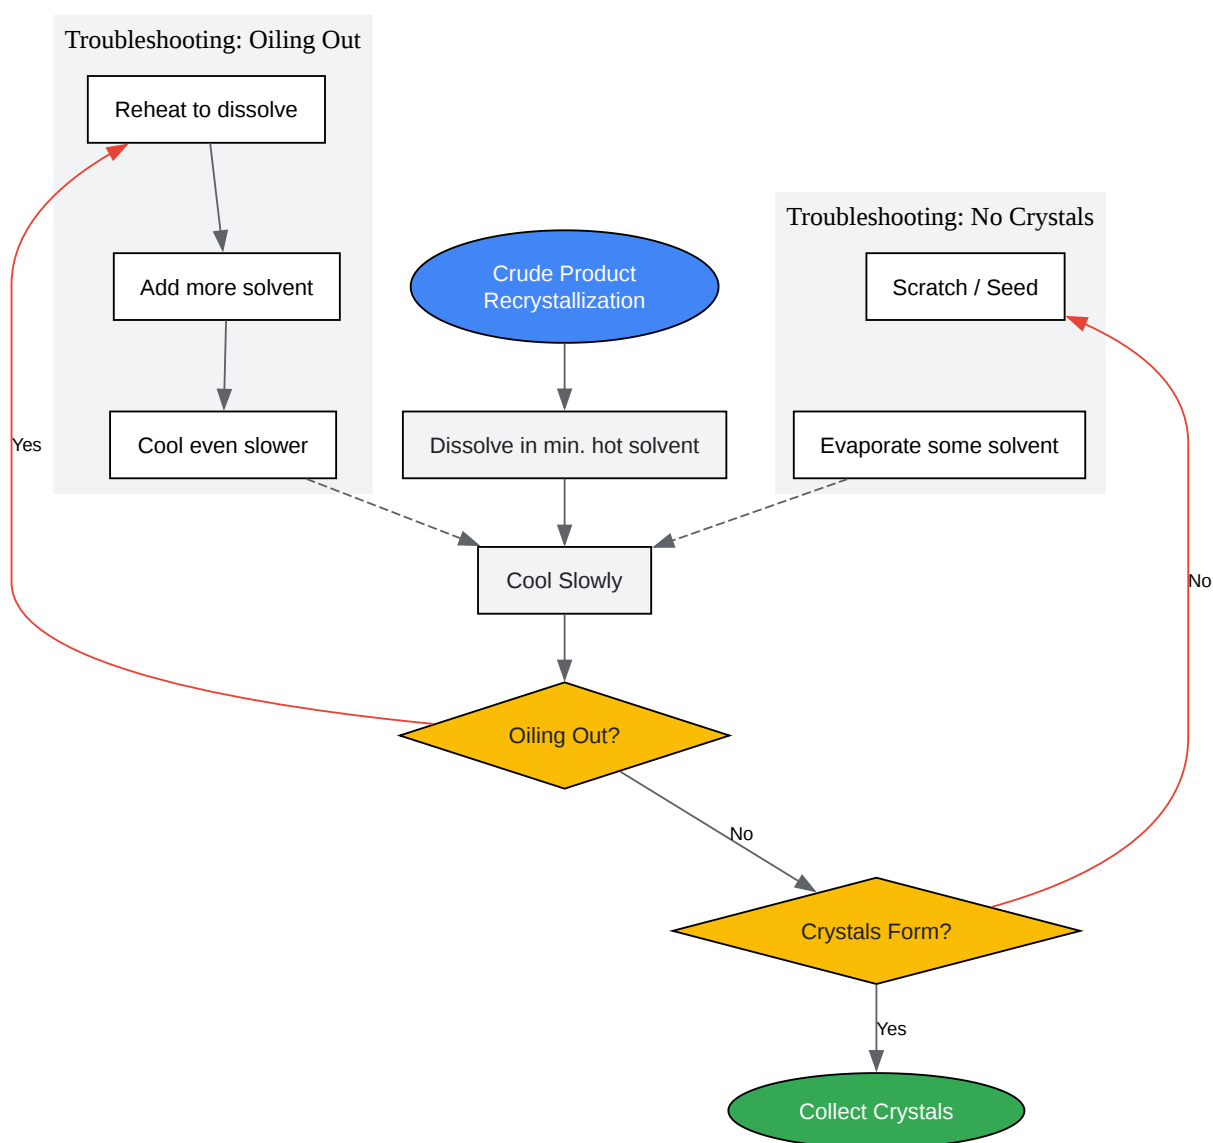 Troubleshooting: Oiling Out
Reheat to dissolve
Add more solvent
Cool even slower
Yes
Crude Product
Recrystallization
Dissolve in min. hot solvent
Cool Slowly
Troubleshooting: No Crystals
Scratch / Seed
Evaporate some solvent
No
Oiling Out?
No
Crystals Form?
Yes
Collect Crystals